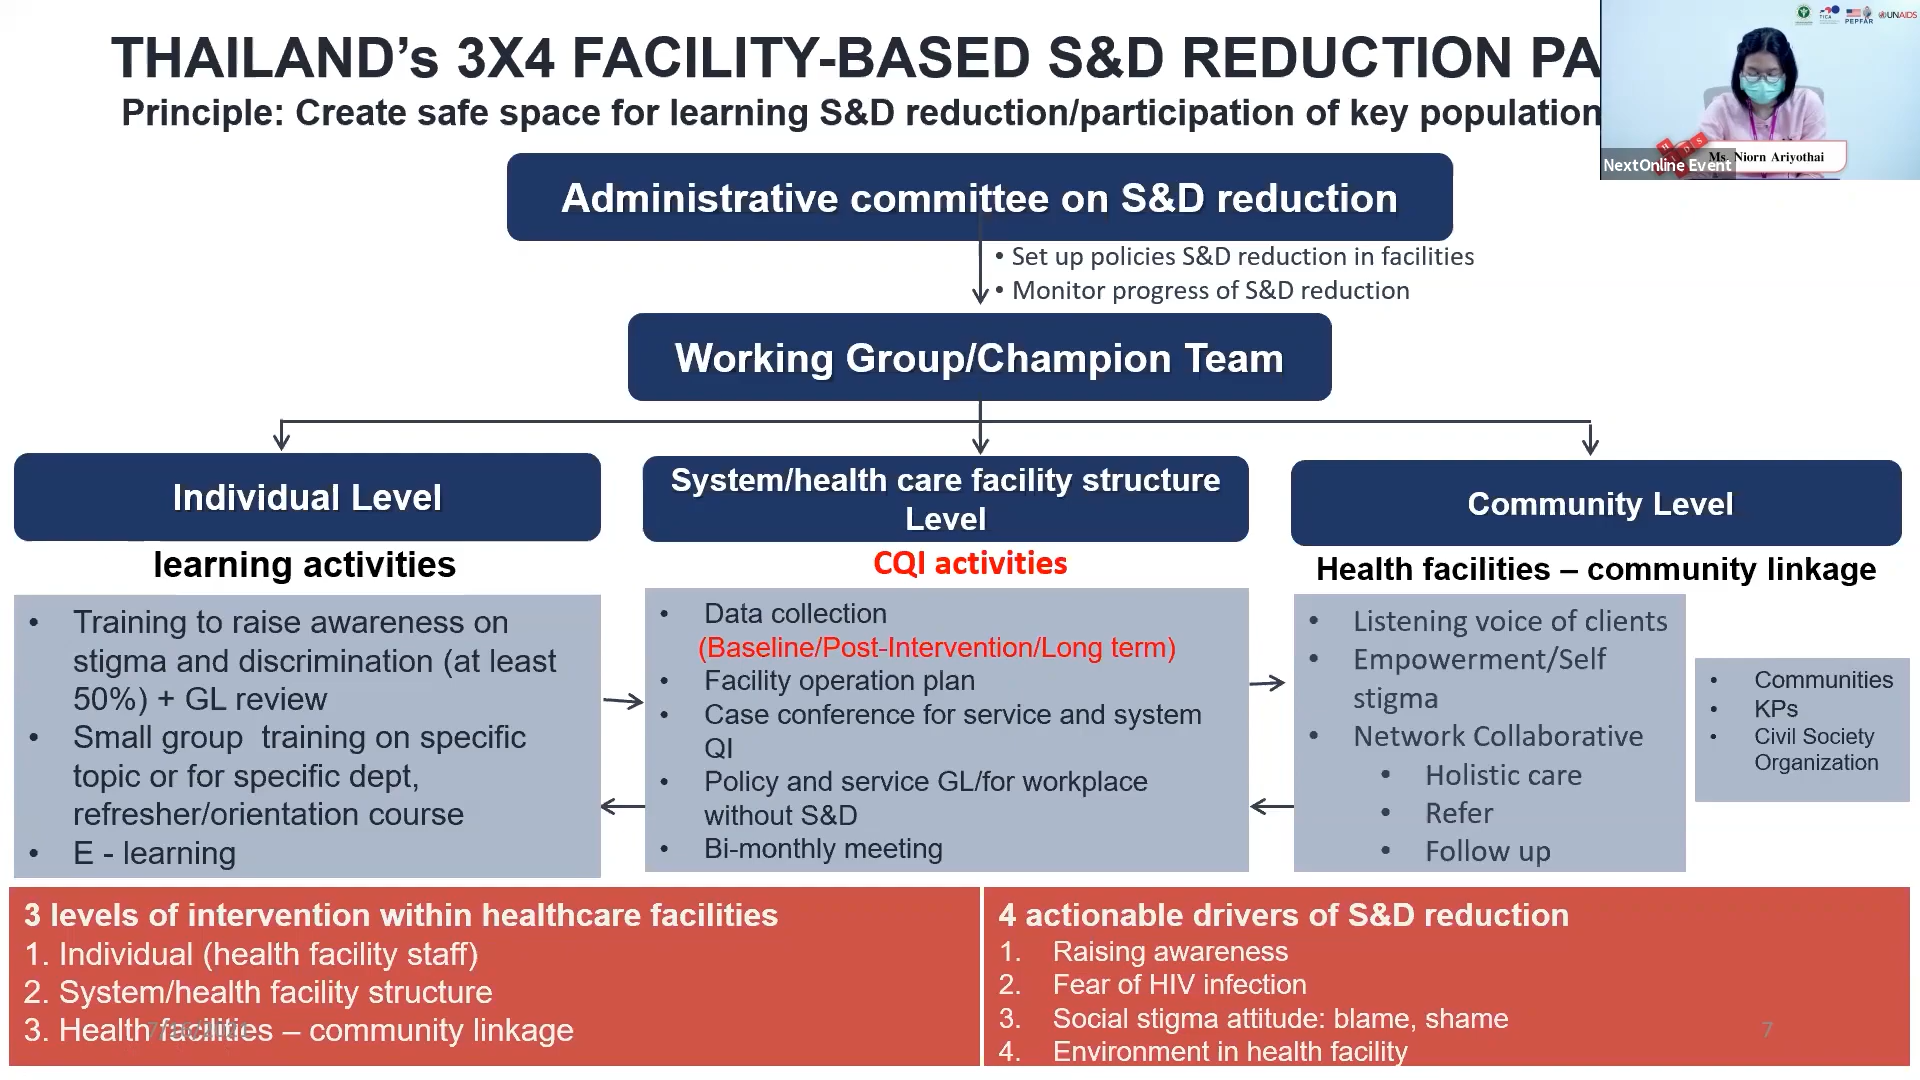 THAILAND's 3X4 FACILITY-BASED S&D REDUCTION PA
Principle: Create safe space for learning S&D reduction/participation of key population
TICA
PEPFAR
UNAIDS
Ms. Niorn Ariyothai
NextOnline Event
Administrative committee on S&D reduction
• Set up policies S&D reduction in facilities
• Monitor progress of S&D reduction
Working Group/Champion Team
Individual Level
learning activities
• Training to raise awareness on
stigma and discrimination (at least
50%) + GL review
• Small group training on specific
topic or for specific dept,
refresher/orientation course
• E - learning
System/health care facility structure
Level
CQI activities
• Data collection
(Baseline/Post-Intervention/Long term)
• Facility operation plan
• Case conference for service and system
QI
• Policy and service GL/for workplace
without S&D
• Bi-monthly meeting
Community Level
Health facilities – community linkage
• Listening voice of clients
• Empowerment/Self
stigma
• Network Collaborative
• Holistic care
• Refer
• Follow up
• Communities
• KPs
• Civil Society
Organization
3 levels of intervention within healthcare facilities
1. Individual (health facility staff)
2. System/health facility structure
3. Health facilities – community linkage
4 actionable drivers of S&D reduction
1. Raising awareness
2. Fear of HIV infection
3. Social stigma attitude: blame, shame
4. Environment in health facility
7